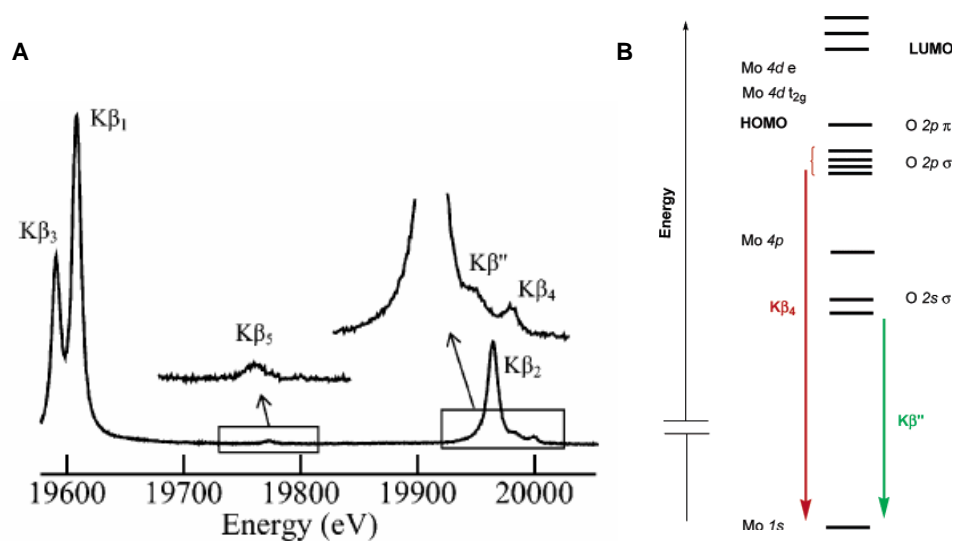 A
Kβ₁
Kβ₃
Kβ₅
Kβ"
Kβ₄
Kβ₂
19600 19700 19800 19900 20000
Energy (eV)
B
Energy
LUMO
Mo 4d e
Mo 4d t₂g
HOMO
O 2p π
O 2p σ
Mo 4p
O 2s σ
Kβ₄
Kβ"
Mo 1s